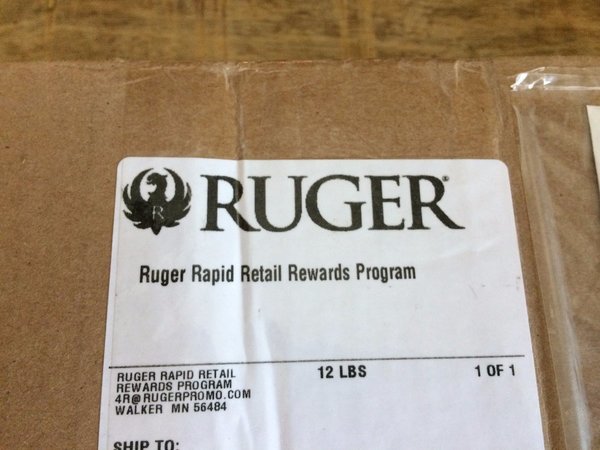 RUGER®
R
Ruger Rapid Retail Rewards Program
RUGER RAPID RETAIL
REWARDS PROGRAM
4R@RUGERPROMO.COM
WALKER MN 56484
12 LBS
1 OF 1
SHIP TO: